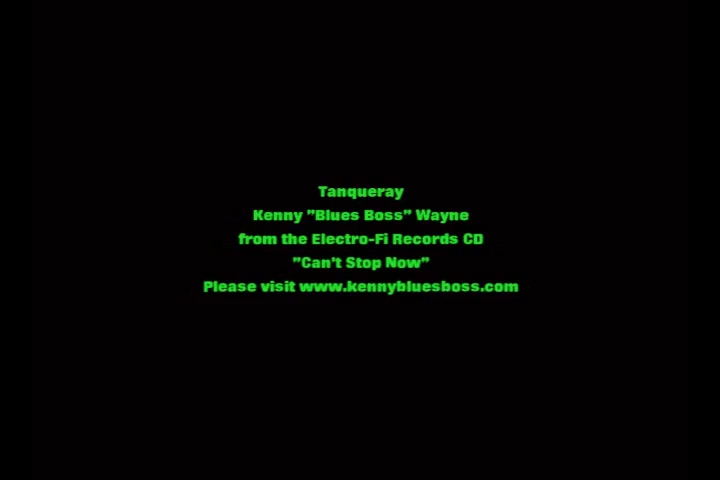 Tanqueray
Kenny "Blues Boss" Wayne
from the Electro-Fi Records CD
"Can't Stop Now"
Please visit www.kennybluesboss.com